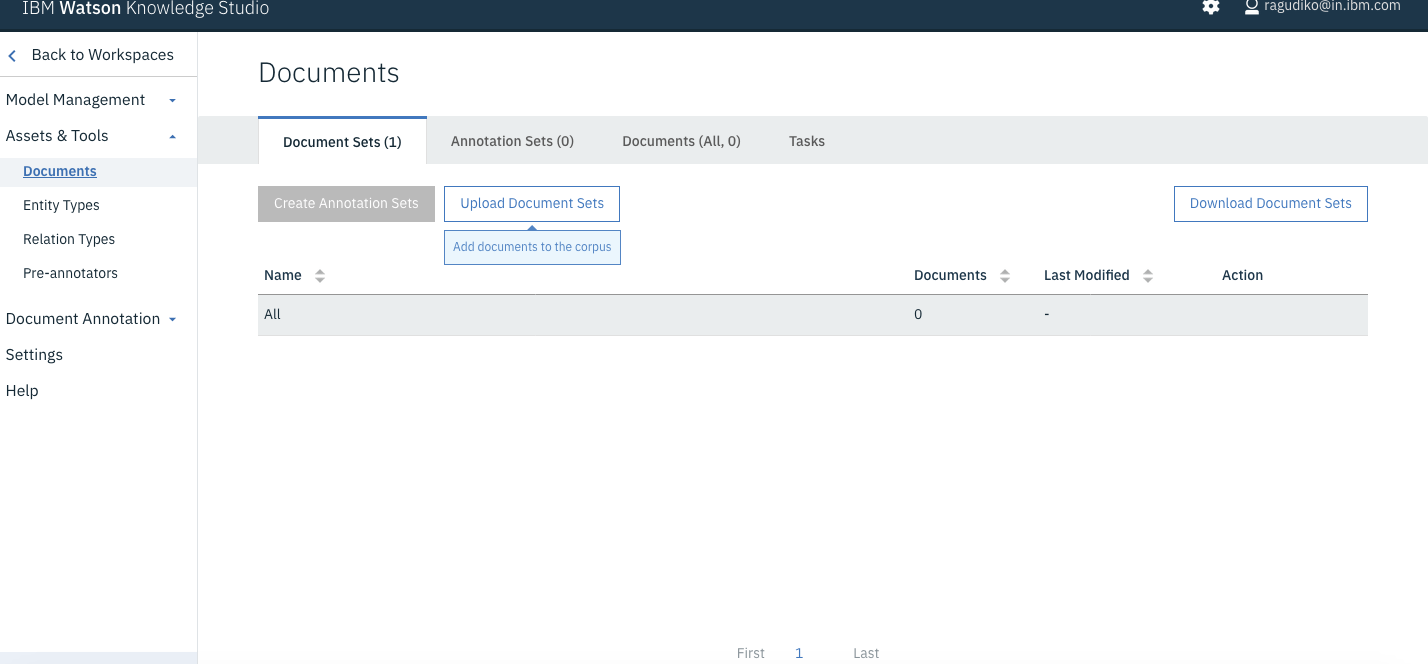 IBM Watson Knowledge Studio
ragudiko@in.ibm.com
Back to Workspaces
Model Management
Assets & Tools
Documents
Entity Types
Relation Types
Pre-annotators
Document Annotation
Settings
Help
Documents
Document Sets (1) Annotation Sets (0) Documents (All, 0) Tasks
Create Annotation Sets Upload Document Sets Download Document Sets
Add documents to the corpus
Name Documents Last Modified Action
All 0 -
First 1 Last